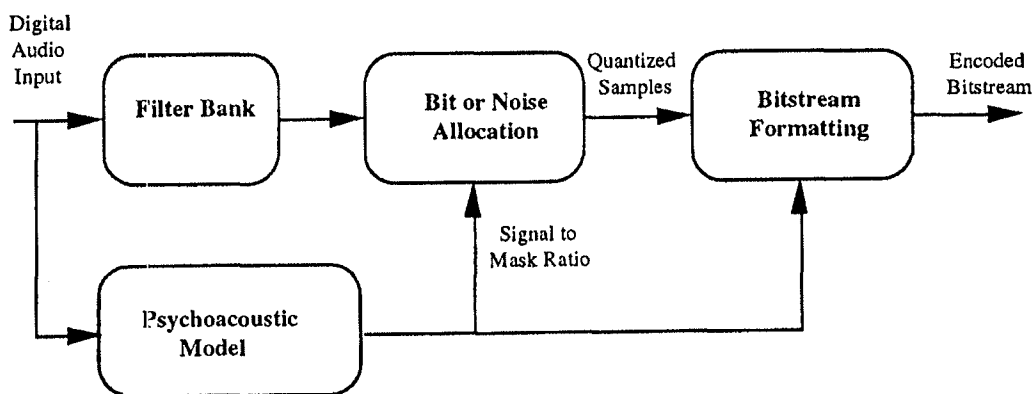 Digital
Audio
Input
Filter Bank
Bit or Noise
Allocation
Quantized
Samples
Bitstream
Formatting
Encoded
Bitstream
Signal to
Mask Ratio
Psychoacoustic
Model